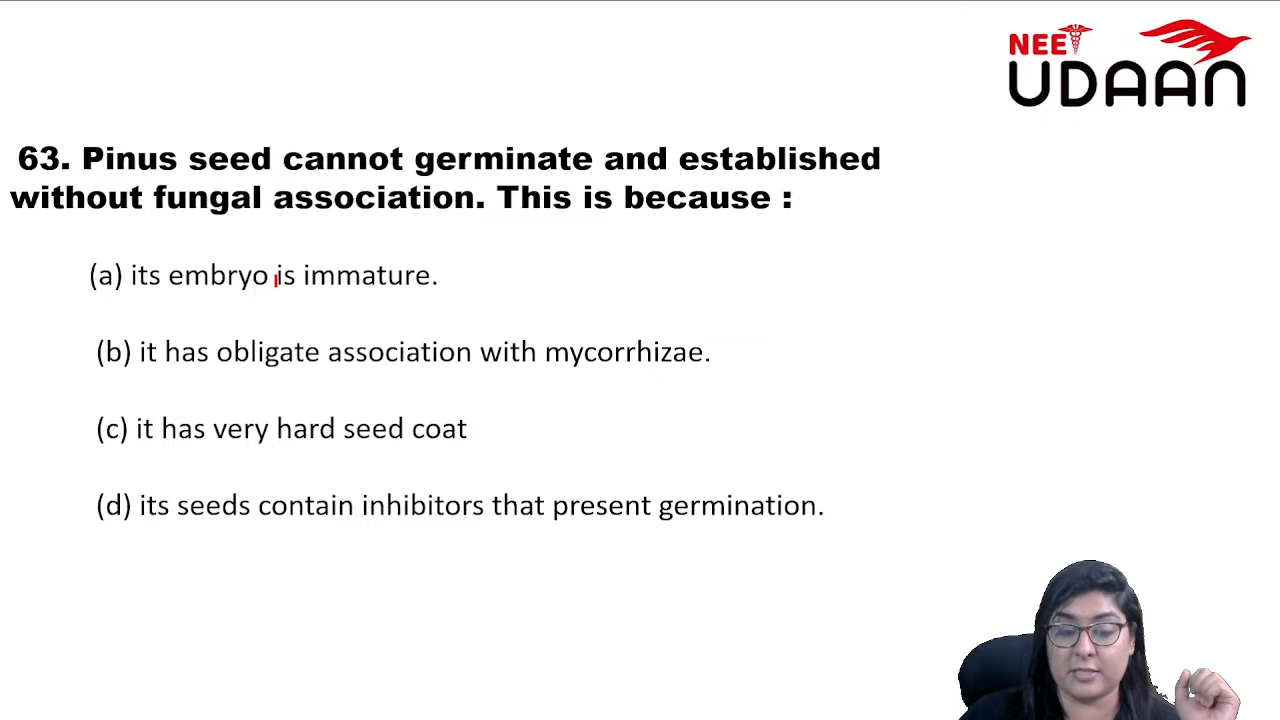 NEET
UDAAN
63. Pinus seed cannot germinate and established
without fungal association. This is because :
(a) its embryo is immature.
(b) it has obligate association with mycorrhizae.
(c) it has very hard seed coat
(d) its seeds contain inhibitors that present germination.